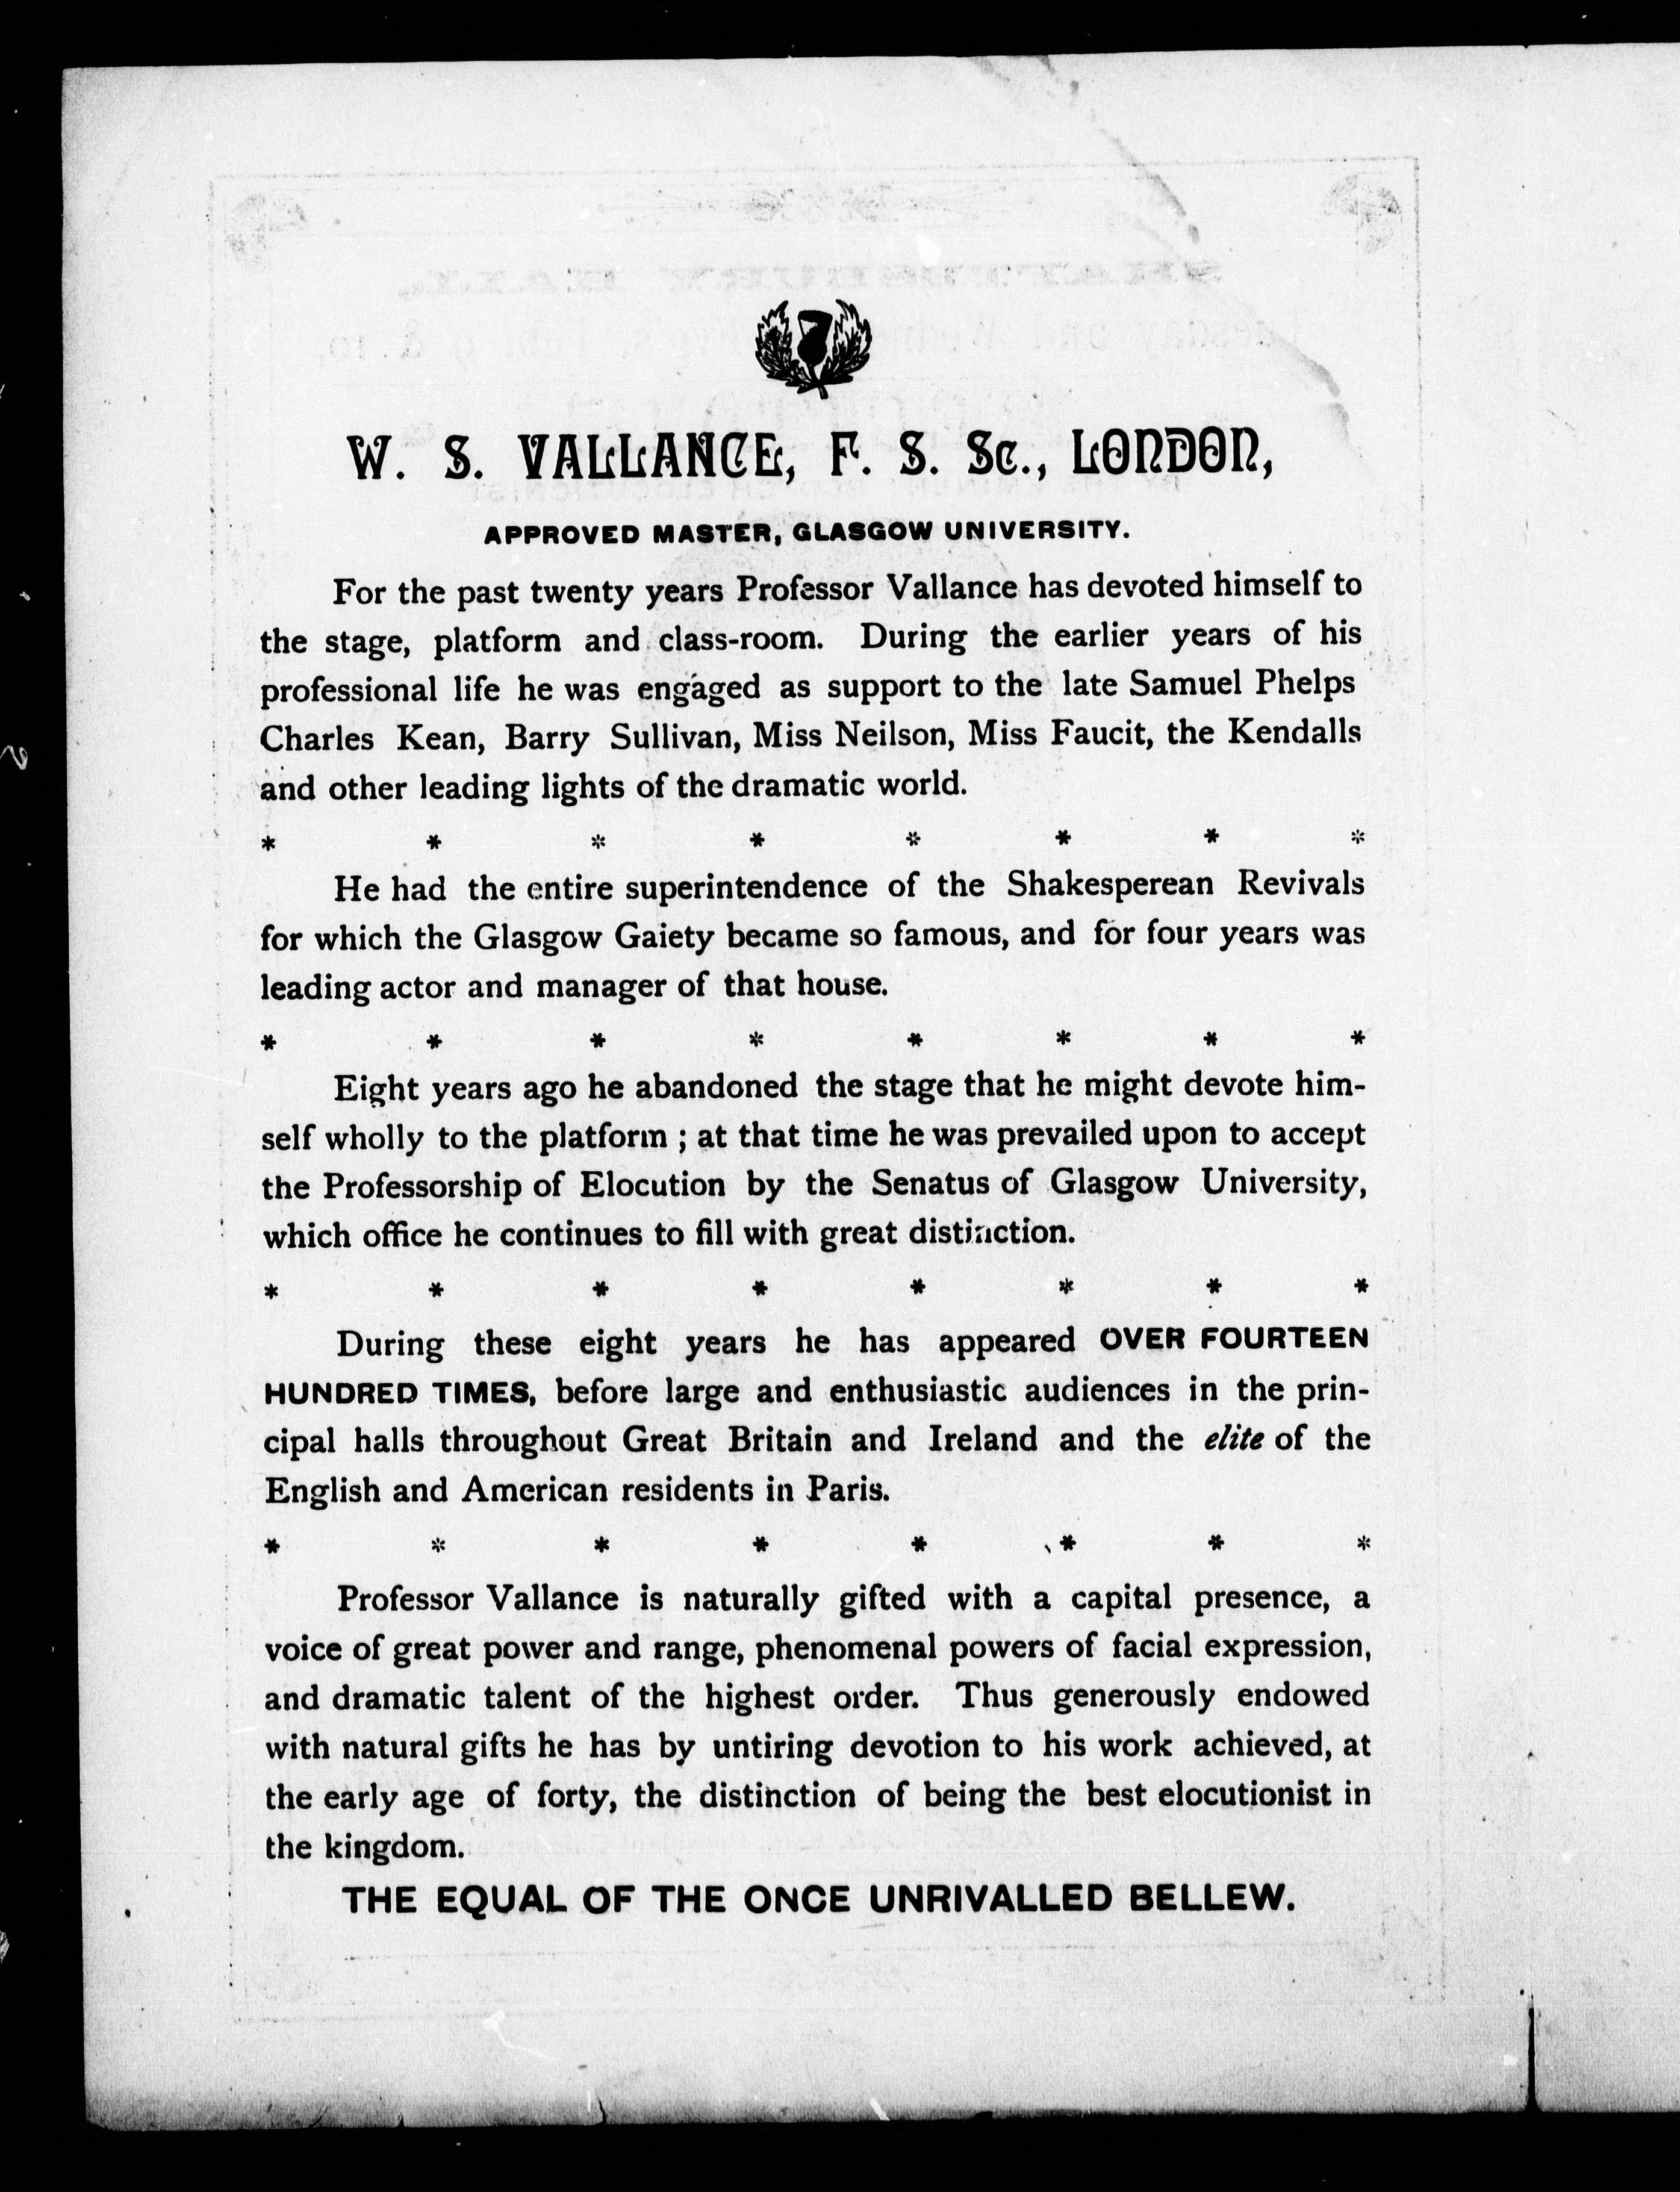 W. S. VALLANCE, F. S. Sc., LONDON,
APPROVED MASTER, GLASGOW UNIVERSITY.
For the past twenty years Professor Vallance has devoted himself to
the stage, platform and class-room. During the earlier years of his
professional life he was engaged as support to the late Samuel Phelps
Charles Kean, Barry Sullivan, Miss Neilson, Miss Faucit, the Kendalls
and other leading lights of the dramatic world.
* * * * * * * *
He had the entire superintendence of the Shakesperean Revivals
for which the Glasgow Gaiety became so famous, and for four years was
leading actor and manager of that house.
* * * * * * * *
Eight years ago he abandoned the stage that he might devote him-
self wholly to the platform ; at that time he was prevailed upon to accept
the Professorship of Elocution by the Senatus of Glasgow University,
which office he continues to fill with great distinction.
* * * * * * * *
During these eight years he has appeared OVER FOURTEEN
HUNDRED TIMES, before large and enthusiastic audiences in the prin-
cipal halls throughout Great Britain and Ireland and the elite of the
English and American residents in Paris.
* * * * * * * *
Professor Vallance is naturally gifted with a capital presence, a
voice of great power and range, phenomenal powers of facial expression,
and dramatic talent of the highest order. Thus generously endowed
with natural gifts he has by untiring devotion to his work achieved, at
the early age of forty, the distinction of being the best elocutionist in
the kingdom.
THE EQUAL OF THE ONCE UNRIVALLED BELLEW.